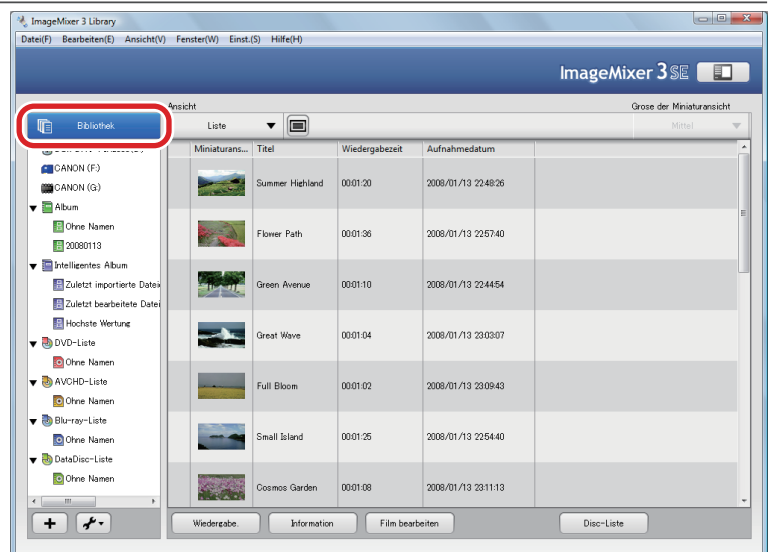 ImageMixer 3 Library
Datei(F) Bearbeiten(E) Ansicht(V) Fenster(W) Einst.(S) Hilfe(H)
ImageMixer 3 SE
Ansicht Grose der Miniaturansicht
Bibliothek Liste Mittel
Miniaturans... Titel Wiedergabezeit Aufnahmedatum
CANON (F:)
CANON (G:)
Album
Ohne Namen
20080113
Intelligentes Album
Zuletzt importierte Datei
Zuletzt bearbeitete Datei
Hochste Wertung
DVD-Liste
Ohne Namen
AVCHD-Liste
Ohne Namen
Blu-ray-Liste
Ohne Namen
DataDisc-Liste
Ohne Namen
Summer Highland 00:01:20 2008/01/13 22:48:26
Flower Path 00:01:36 2008/01/13 22:57:40
Green Avenue 00:01:10 2008/01/13 22:44:54
Great Wave 00:01:04 2008/01/13 23:03:07
Full Bloom 00:01:02 2008/01/13 23:09:43
Small Island 00:01:25 2008/01/13 22:54:40
Cosmos Garden 00:01:08 2008/01/13 23:11:13
Wiedergabe. Information Film bearbeiten Disc-Liste